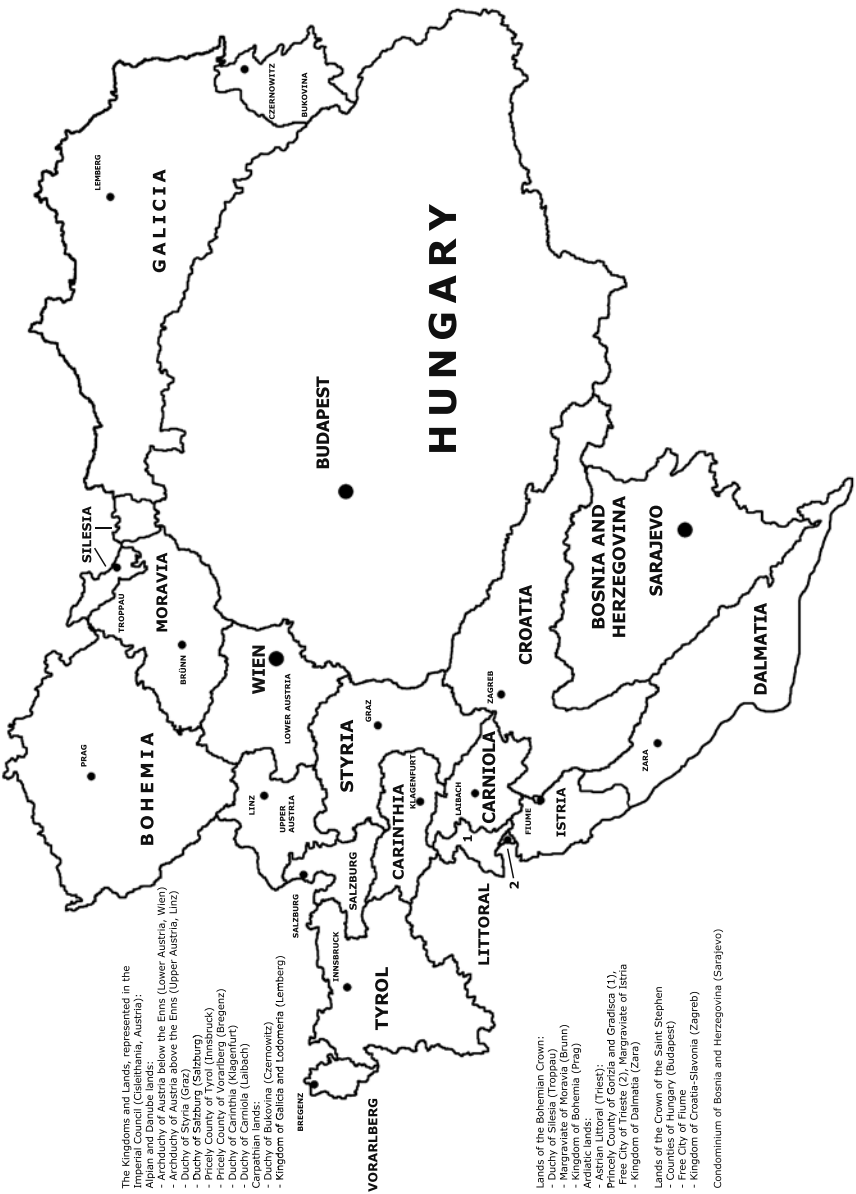 GALICIA
LEMBERG
CZERNOWITZ
BUKOVINA
HUNGARY
BUDAPEST
SILESIA
TROPPAU
MORAVIA
BRÜNN
PRAG
BOHEMIA
WIEN
LOWER AUSTRIA
LINZ
UPPER
AUSTRIA
STYRIA
GRAZ
SALZBURG
SALZBURG
CARINTHIA
KLAGENFURT
LAIBACH
CARNIOLA
ZAGREB
CROATIA
BOSNIA AND
HERZEGOVINA
SARAJEVO
DALMATIA
ZARA
FIUME
ISTRIA
1
2
LITTORAL
INNSBRUCK
TYROL
BREGENZ
VORARLBERG
The Kingdoms and Lands, represented in the
Imperial Council (Cisleithania, Austria):
Alpian and Danube lands:
- Archduchy of Austria below the Enns (Lower Austria, Wien)
- Archduchy of Austria above the Enns (Upper Austria, Linz)
- Duchy of Styria (Graz)
- Duchy of Salzburg (Salzburg)
- Pricely County of Tyrol (Innsbruck)
- Pricely County of Vorarlberg (Bregenz)
- Duchy of Carinthia (Klagenfurt)
- Duchy of Carniola (Laibach)
Carpathian lands:
- Duchy of Bukovina (Czernowitz)
- Kingdom of Galicia and Lodomeria (Lemberg)
Lands of the Bohemian Crown:
- Duchy of Silesia (Troppau)
- Margraviate of Moravia (Brunn)
- Kingdom of Bohemia (Prag)
Ardiatic lands:
- Astrian Littoral (Triest):
Princely County of Gorizia and Gradisca (1),
Free City of Trieste (2), Margraviate of Istria
- Kingdom of Dalmatia (Zara)
Lands of the Crown of the Saint Stephen
- Counties of Hungary (Budapest)
- Free City of Fiume
- Kingdom of Croatia-Slavonia (Zagreb)
Condominium of Bosnia and Herzegovina (Sarajevo)